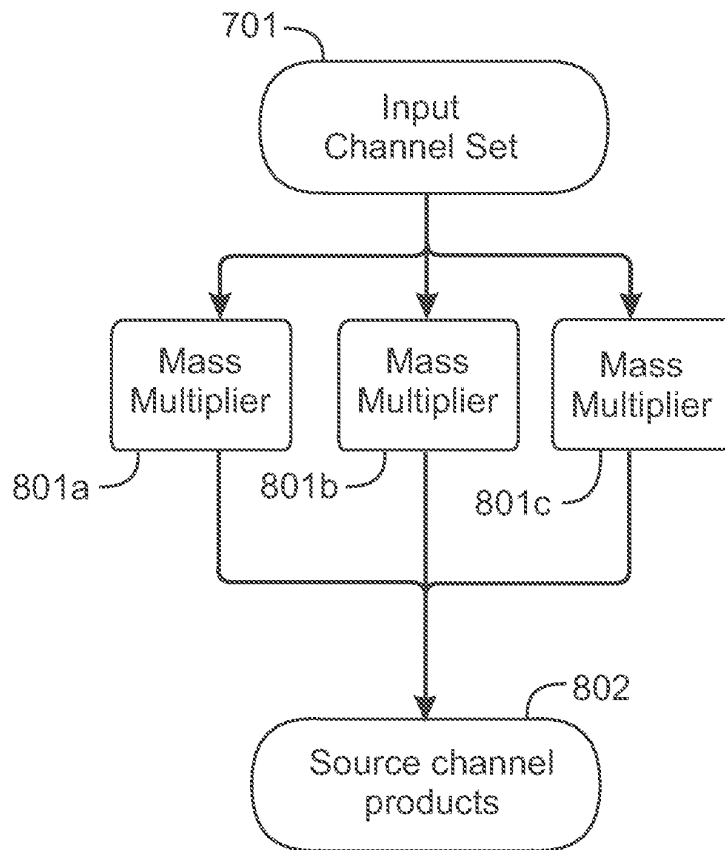 701
Input
Channel Set
Mass
Multiplier
Mass
Multiplier
Mass
Multiplier
801a
801b
801c
802
Source channel
products